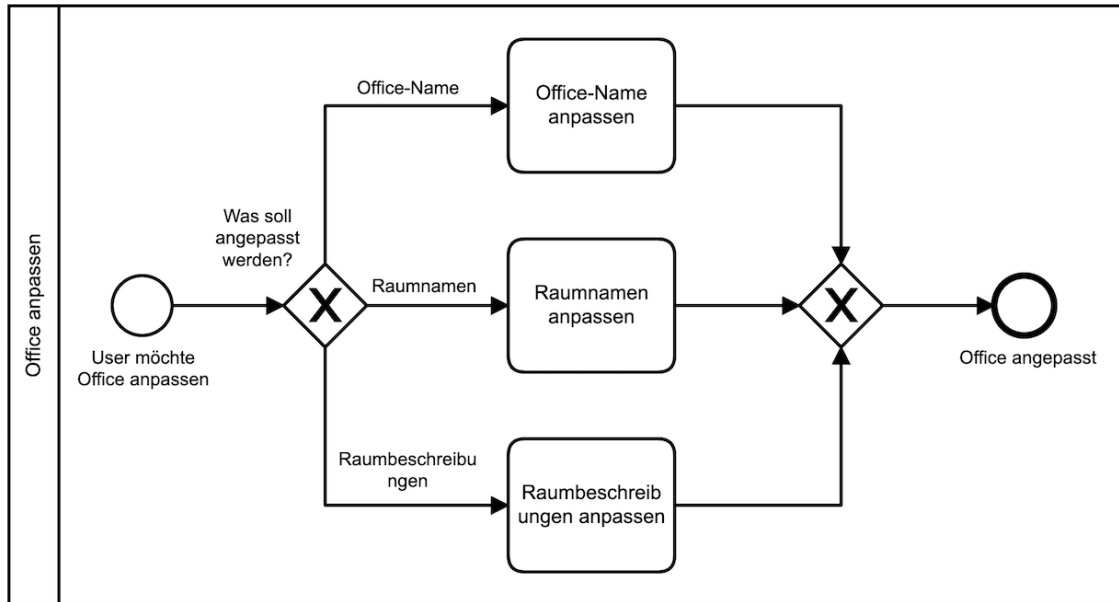 Office anpassen
User möchte
Office anpassen
Was soll
angepasst
werden?
X
Office-Name
Office-Name
anpassen
Raumnamen
Raumnamen
anpassen
Raumbeschreibu
ngen
Raumbeschreib
ungen anpassen
X
Office angepasst